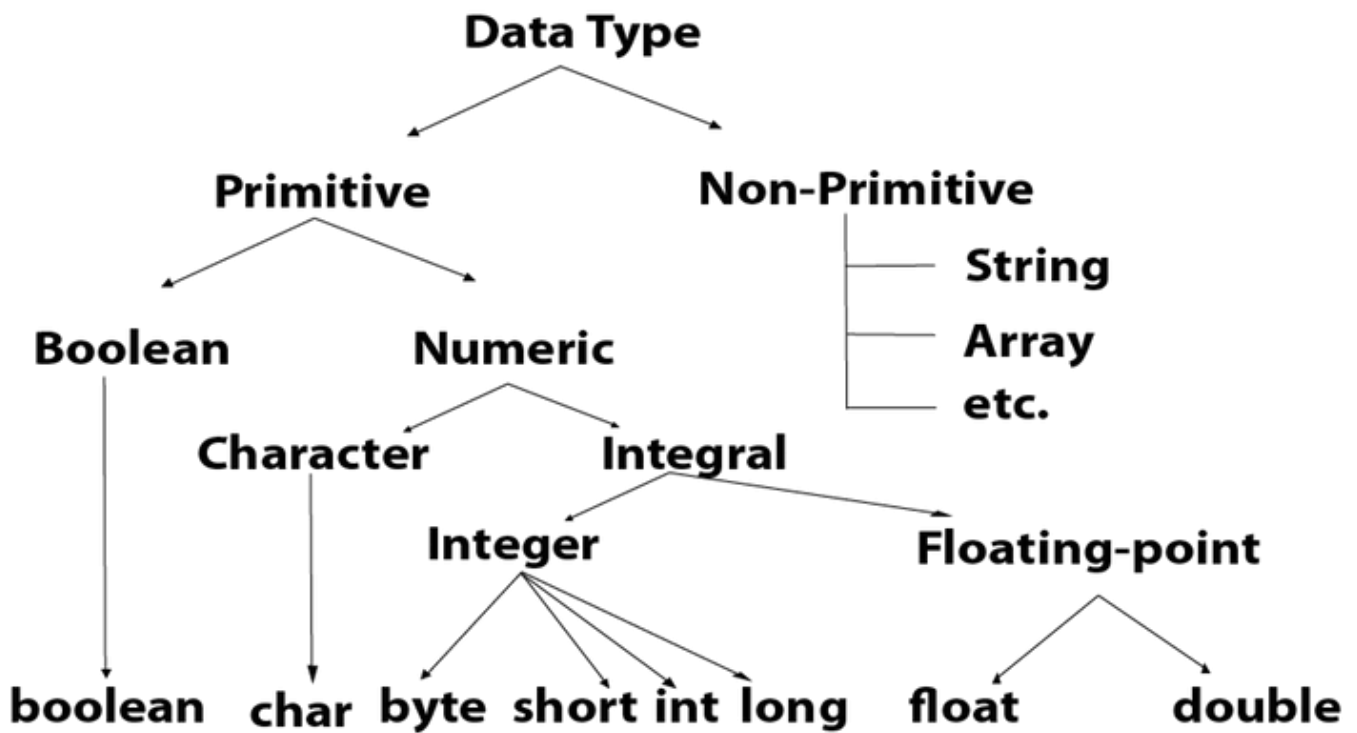 Data Type
Primitive
Non-Primitive
String
Array
etc.
Boolean
Numeric
Character
Integral
Integer
Floating-point
boolean char byte short int long float double